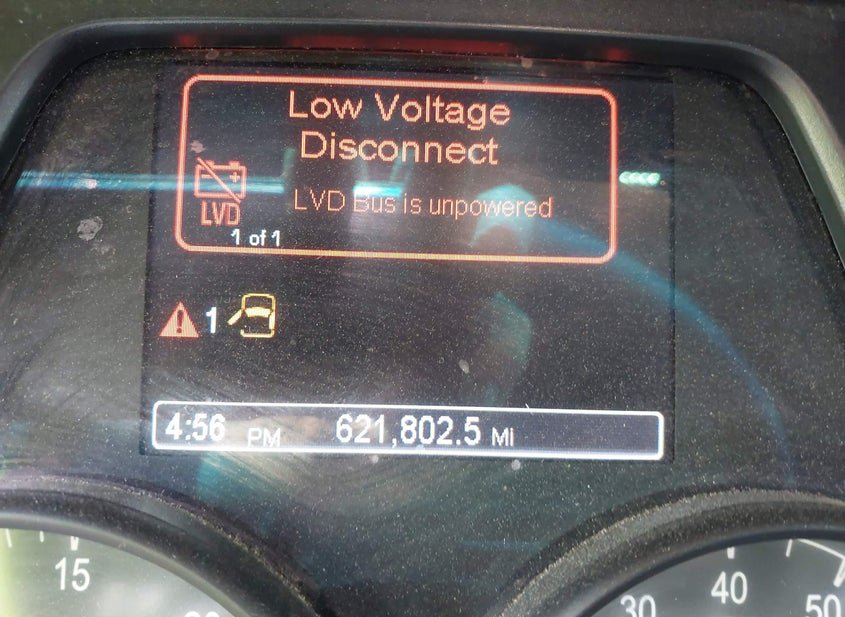 Low Voltage
Disconnect
LVD Bus is unpowered
LVD
1 of 1
1
4:56 PM 621,802.5 Mi
15
40
30
50